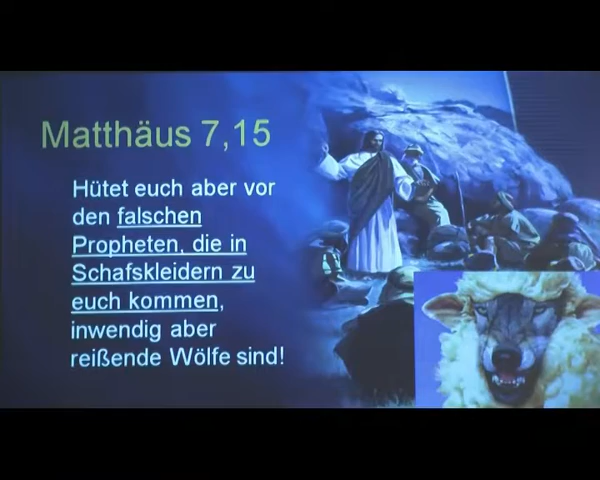 Matthäus 7,15
Hütet euch aber vor
den falschen
Propheten, die in
Schafskleidern zu
euch kommen,
inwendig aber
reißende Wölfe sind!